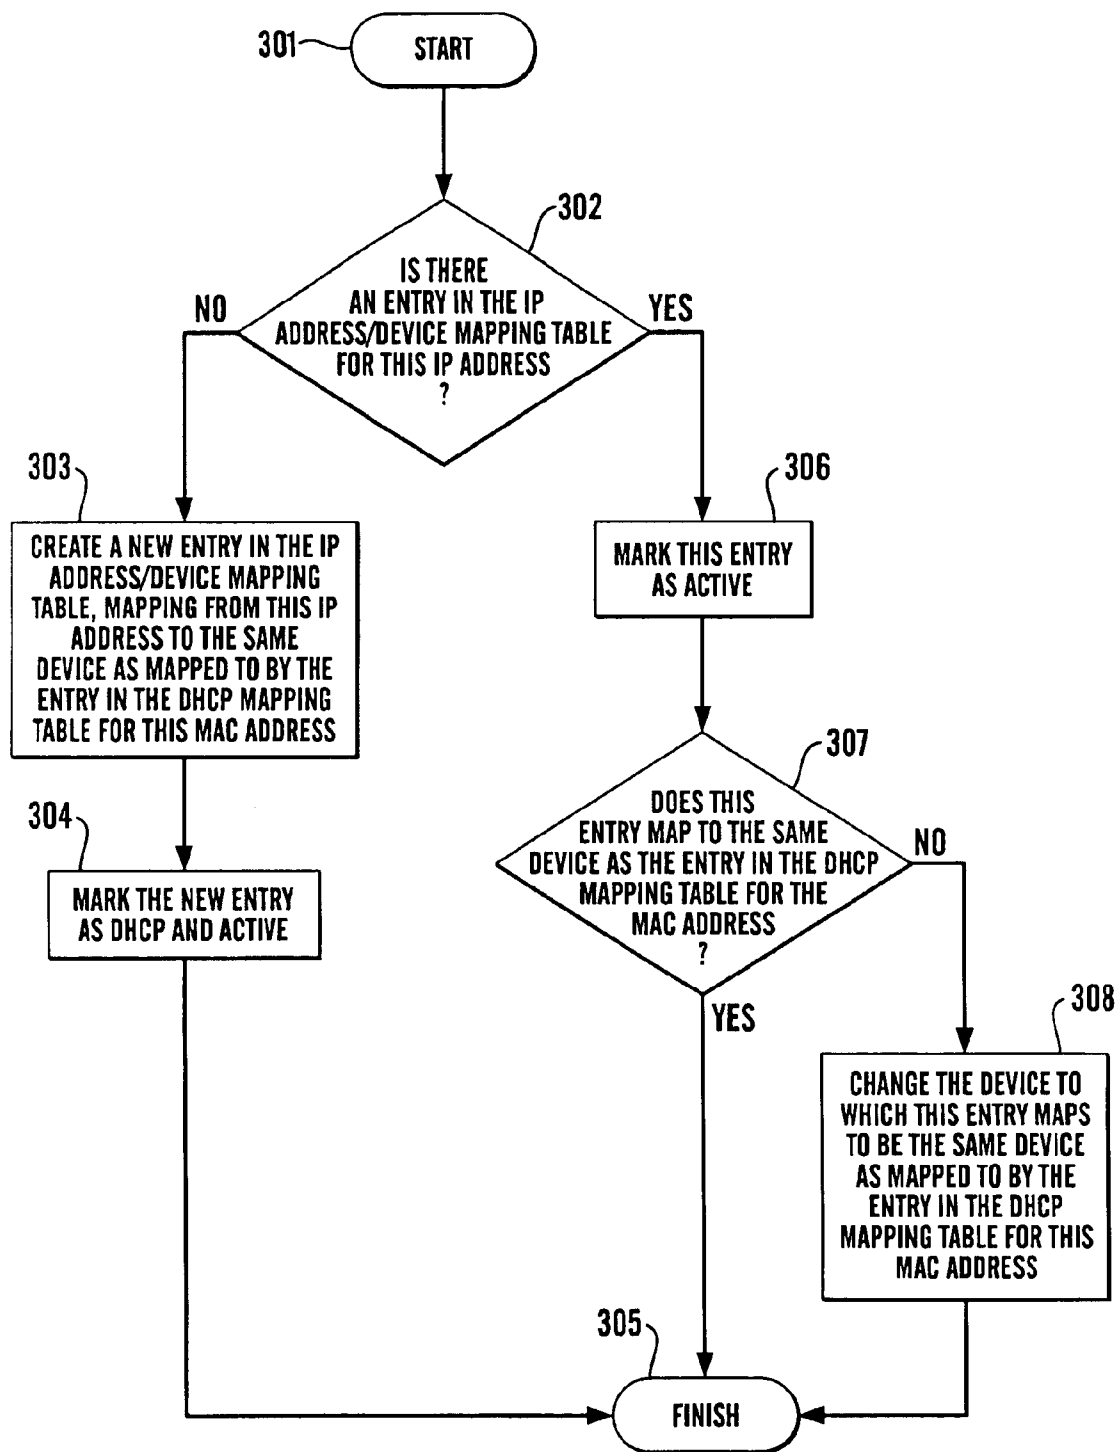 301
START
302
IS THERE
AN ENTRY IN THE IP
ADDRESS/DEVICE MAPPING TABLE
FOR THIS IP ADDRESS
?
NO
YES
303
CREATE A NEW ENTRY IN THE IP
ADDRESS/DEVICE MAPPING
TABLE, MAPPING FROM THIS IP
ADDRESS TO THE SAME
DEVICE AS MAPPED TO BY THE
ENTRY IN THE DHCP MAPPING
TABLE FOR THIS MAC ADDRESS
306
MARK THIS ENTRY
AS ACTIVE
304
MARK THE NEW ENTRY
AS DHCP AND ACTIVE
307
DOES THIS
ENTRY MAP TO THE SAME
DEVICE AS THE ENTRY IN THE DHCP
MAPPING TABLE FOR THE
MAC ADDRESS
?
NO
YES
308
CHANGE THE DEVICE TO
WHICH THIS ENTRY MAPS
TO BE THE SAME DEVICE
AS MAPPED TO BY THE
ENTRY IN THE DHCP
MAPPING TABLE FOR THIS
MAC ADDRESS
305
FINISH